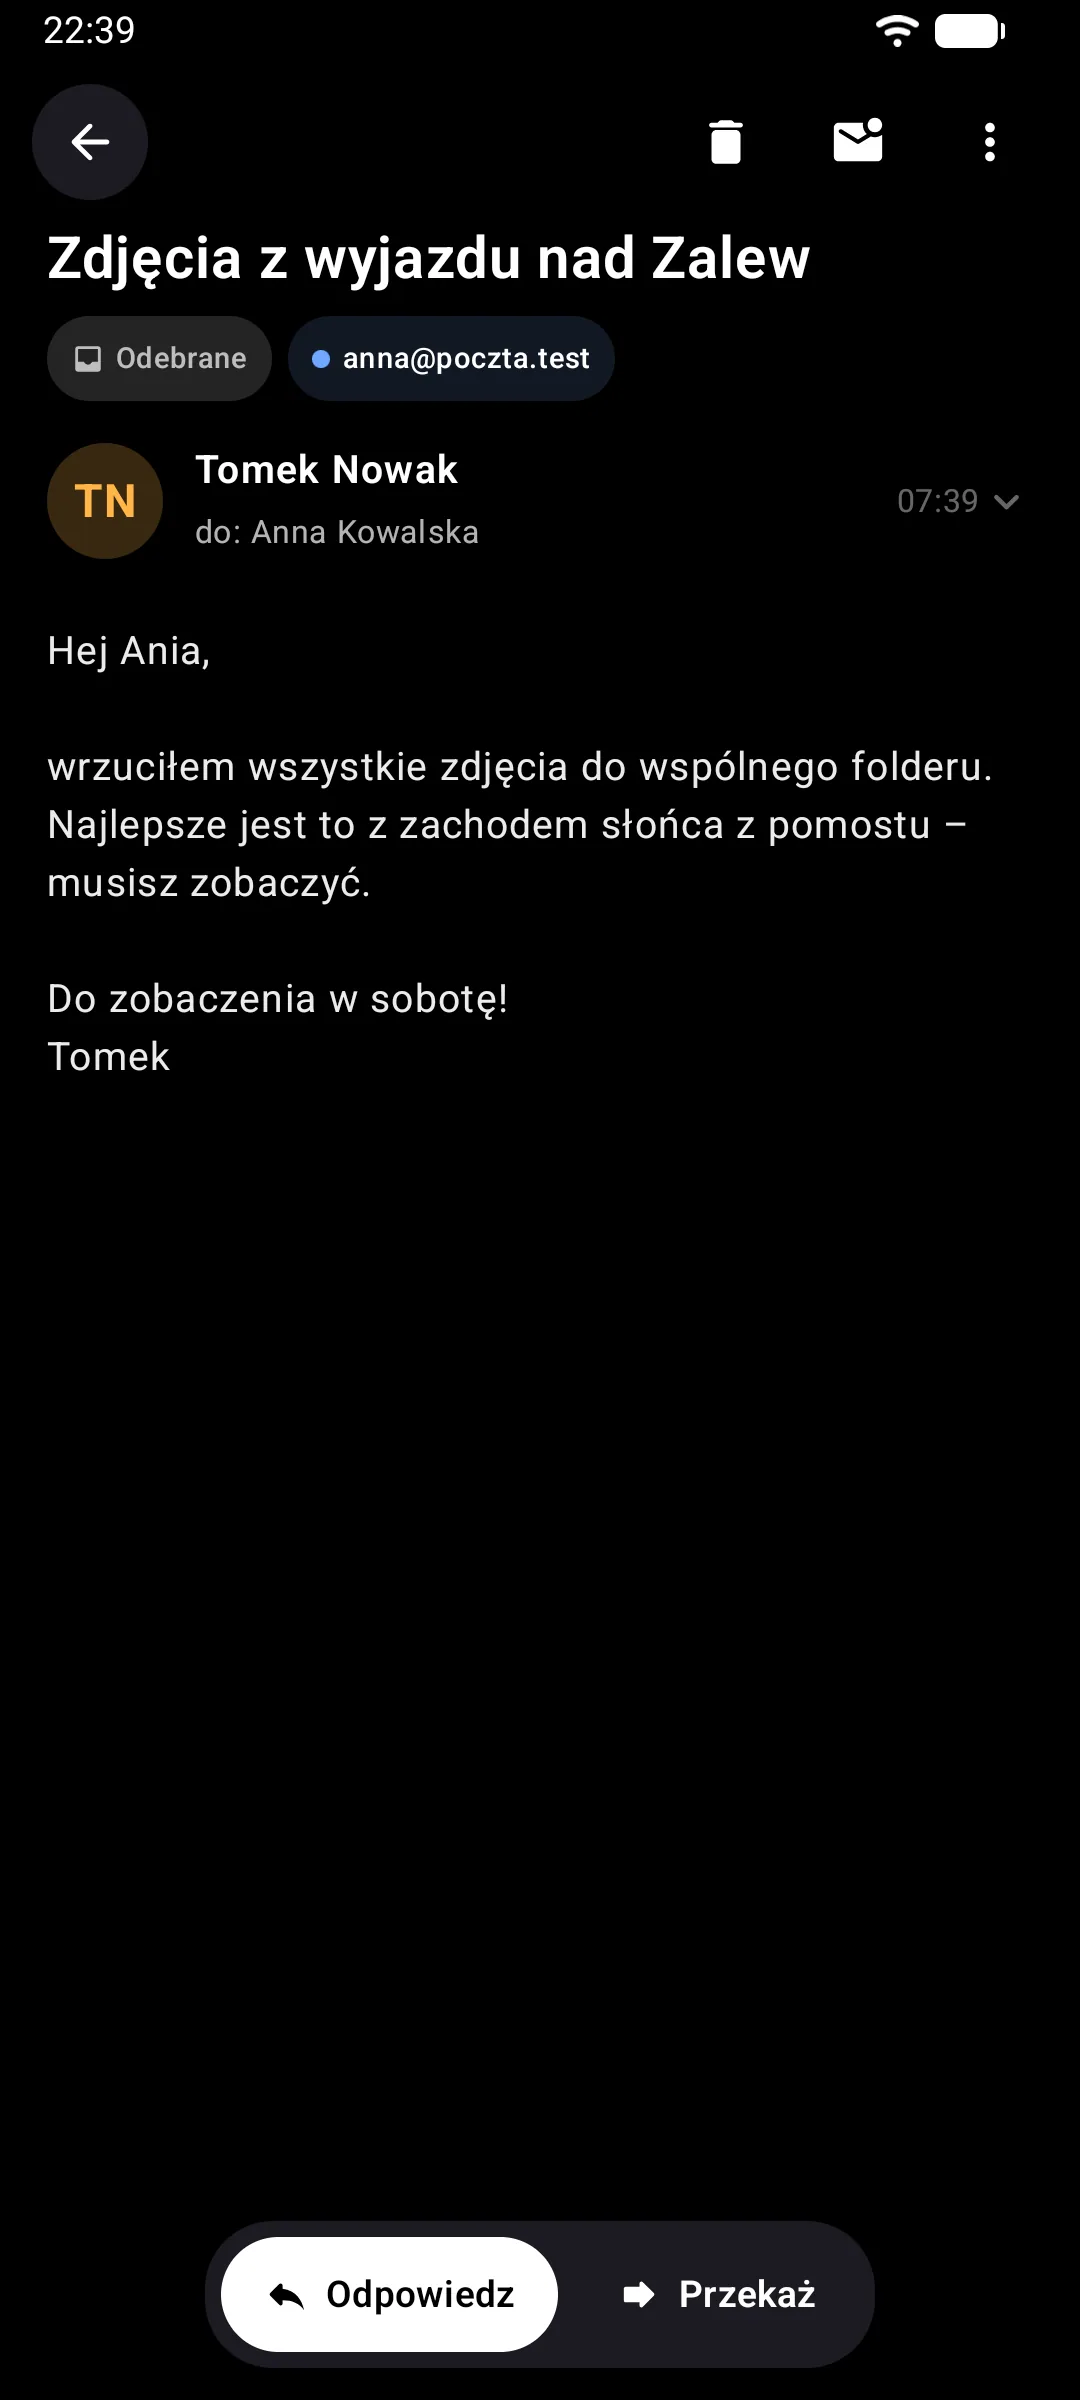 22:39
Zdjęcia z wyjazdu nad Zalew
Odebrane
anna@poczta.test
TN
Tomek Nowak
do: Anna Kowalska
07:39
Hej Ania,
wrzuciłem wszystkie zdjęcia do wspólnego folderu.
Najlepsze jest to z zachodem słońca z pomostu –
musisz zobaczyć.
Do zobaczenia w sobotę!
Tomek
Odpowiedz
Przekaż